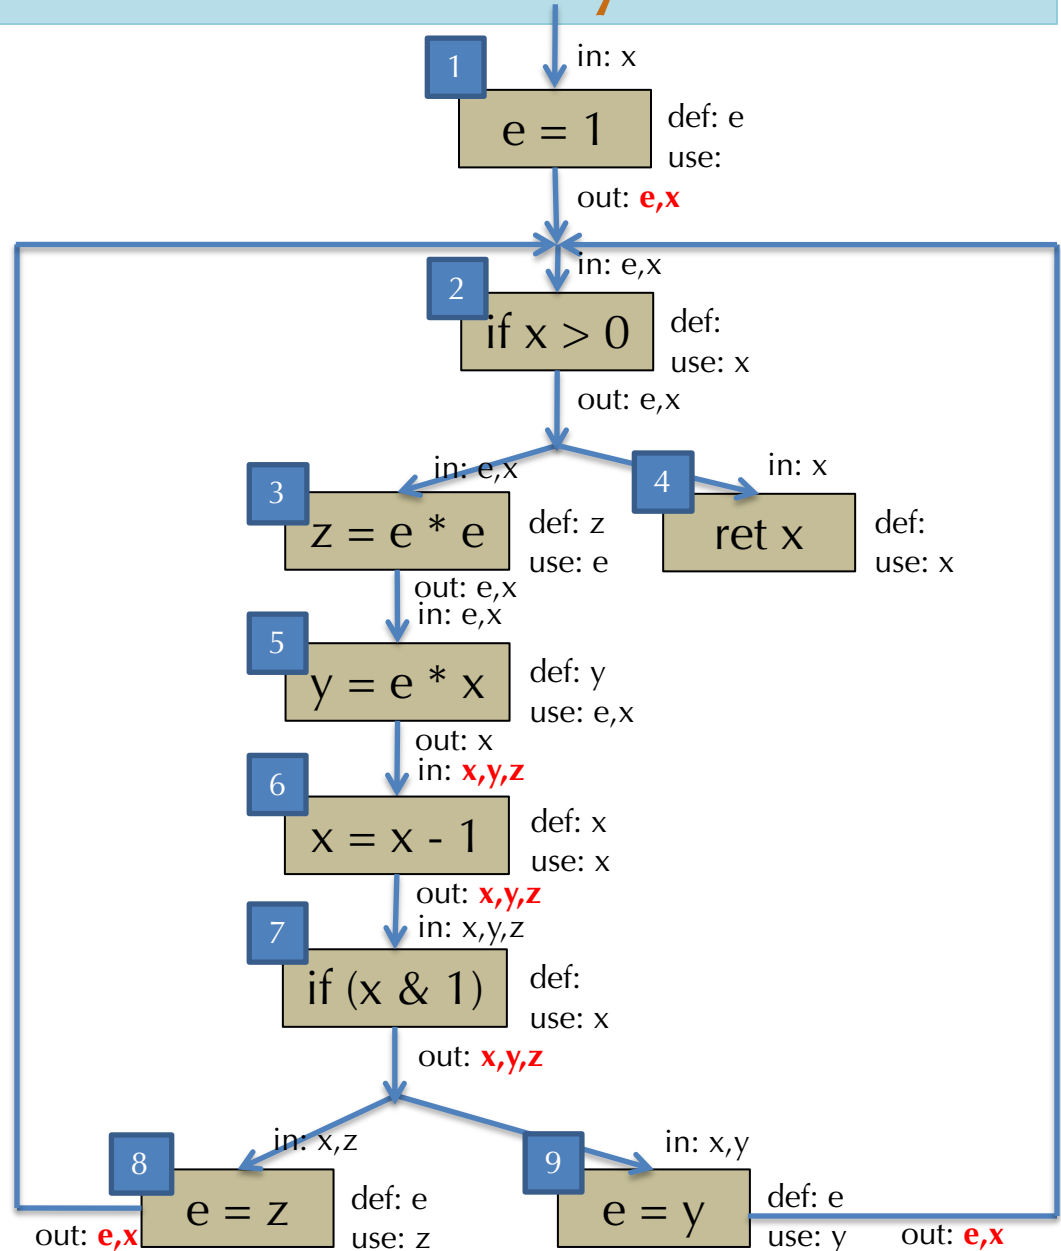 in: x
1
e = 1
def: e
use:
out: e,x
in: e,x
2
if x > 0
def:
use: x
out: e,x
in: e,x
3
z = e * e
def: z
use: e
out: e,x
in: x
4
ret x
def:
use: x
in: e,x
5
y = e * x
def: y
use: e,x
out: x
in: x,y,z
6
x = x - 1
def: x
use: x
out: x,y,z
in: x,y,z
7
if (x & 1)
def:
use: x
out: x,y,z
in: x,z
8
e = z
def: e
use: z
out: e,x
in: x,y
9
e = y
def: e
use: y
out: e,x